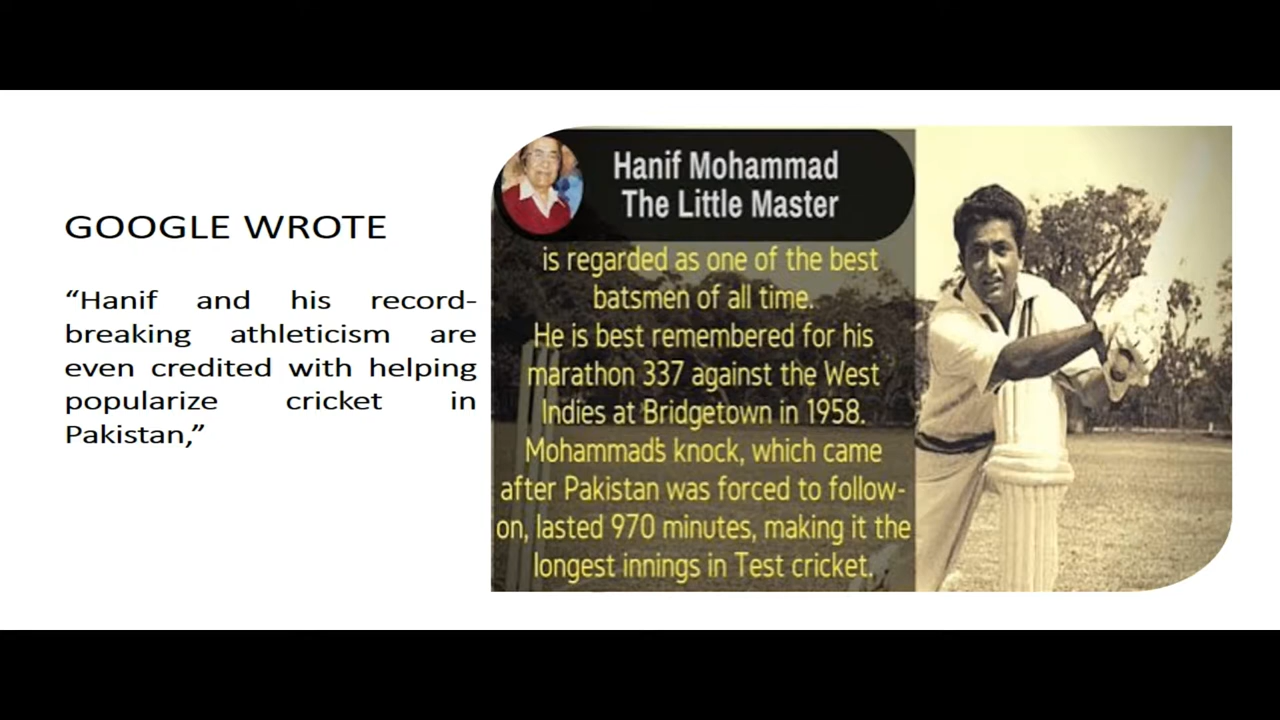 GOOGLE WROTE
“Hanif and his record-
breaking athleticism are
even credited with helping
popularize cricket in
Pakistan,”
Hanif Mohammad
The Little Master
is regarded as one of the best
batsmen of all time.
He is best remembered for his
marathon 337 against the West
Indies at Bridgetown in 1958.
Mohammad's knock, which came
after Pakistan was forced to follow-
on, lasted 970 minutes, making it the
longest innings in Test cricket.